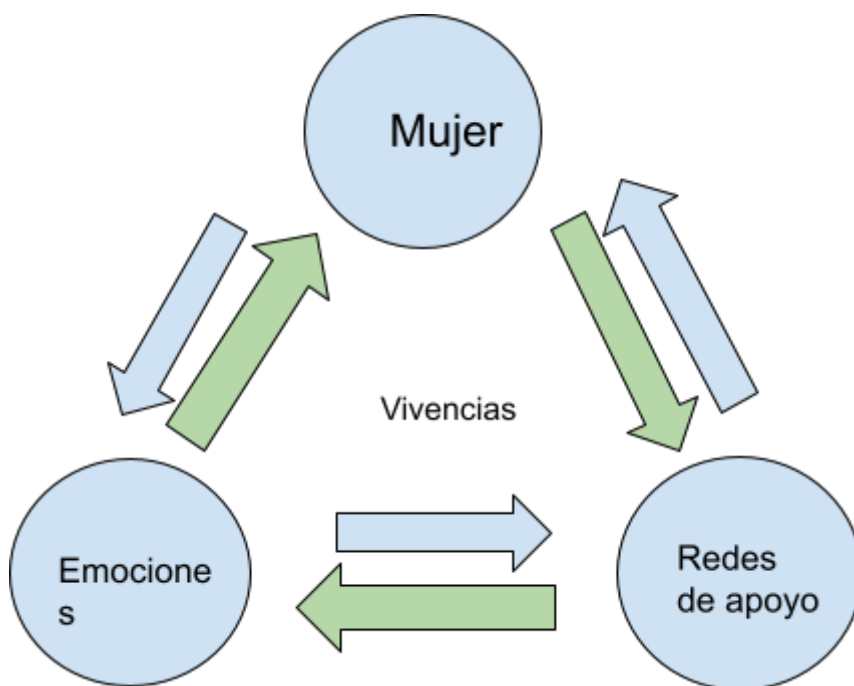 Mujer
Vivencias
Emocione
s
Redes
de apoyo